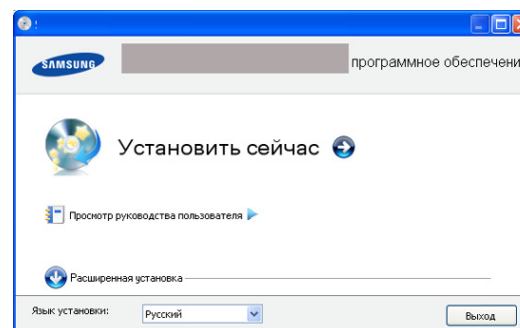 SAMSUNG
программное обеспечени
Установить сейчас
Просмотр руководства пользователя
Расширенная установка
Язык установки:
Русский
Выход